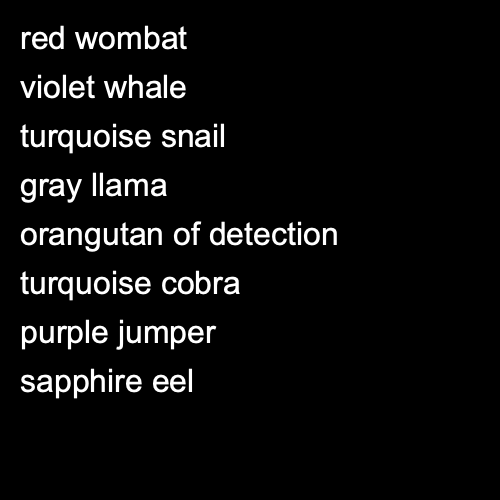 red wombat
violet whale
turquoise snail
gray llama
orangutan of detection
turquoise cobra
purple jumper
sapphire eel